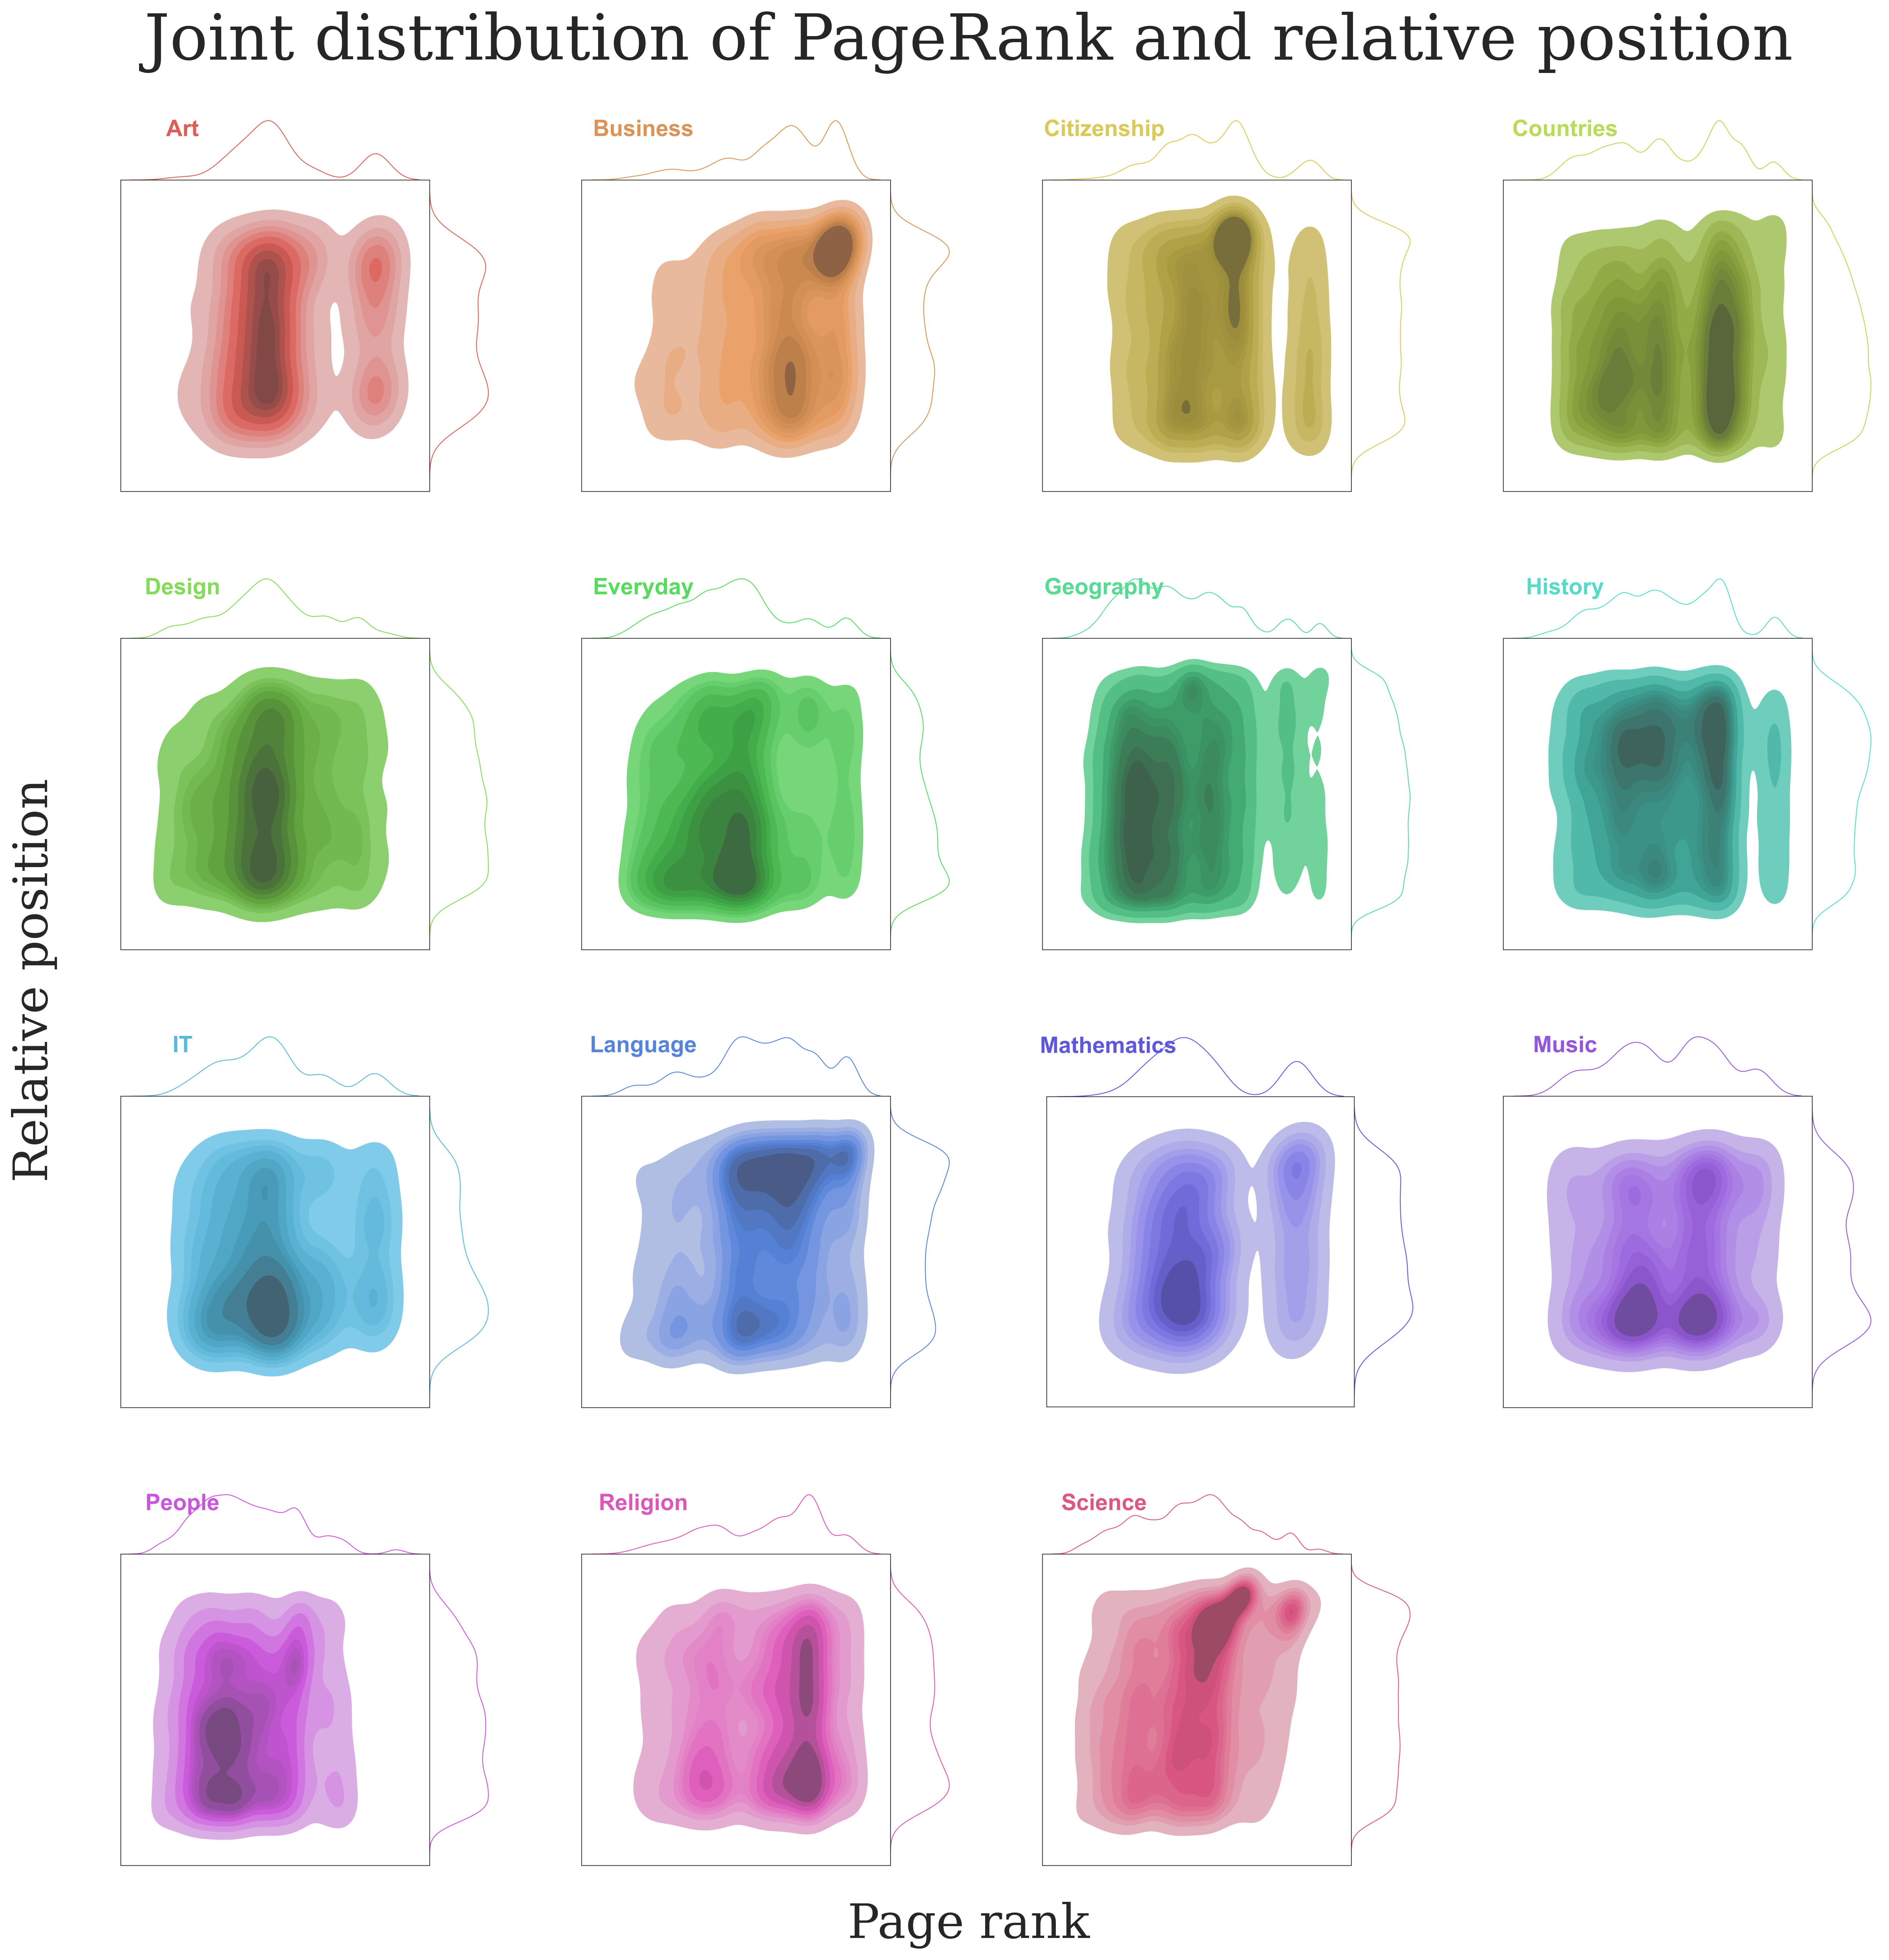 Joint distribution of PageRank and relative position
Art
Business
Citizenship
Countries
Design
Everyday
Geography
History
Relative position
IT
Language
Mathematics
Music
People
Religion
Science
Page rank